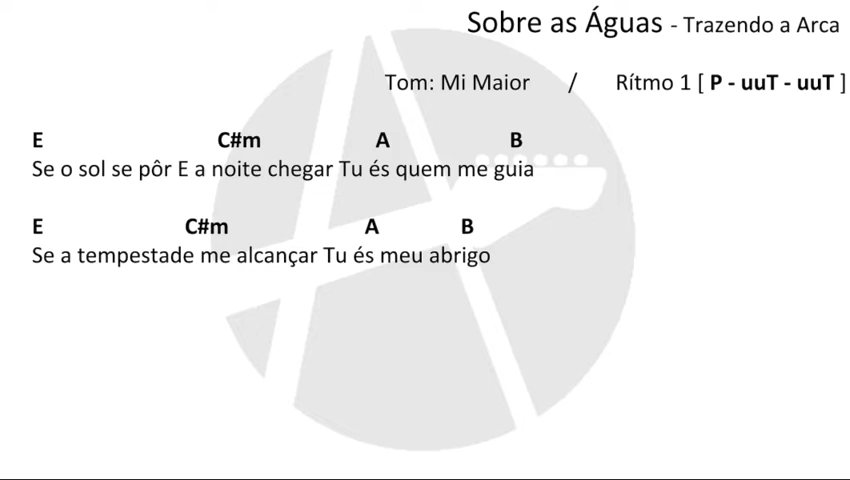 Sobre as Águas - Trazendo a Arca
Tom: Mi Maior / Rítmo 1 [ P - uuT - uuT ]
E C#m A B
Se o sol se pôr E a noite chegar Tu és quem me guia
E C#m A B
Se a tempestade me alcançar Tu és meu abrigo